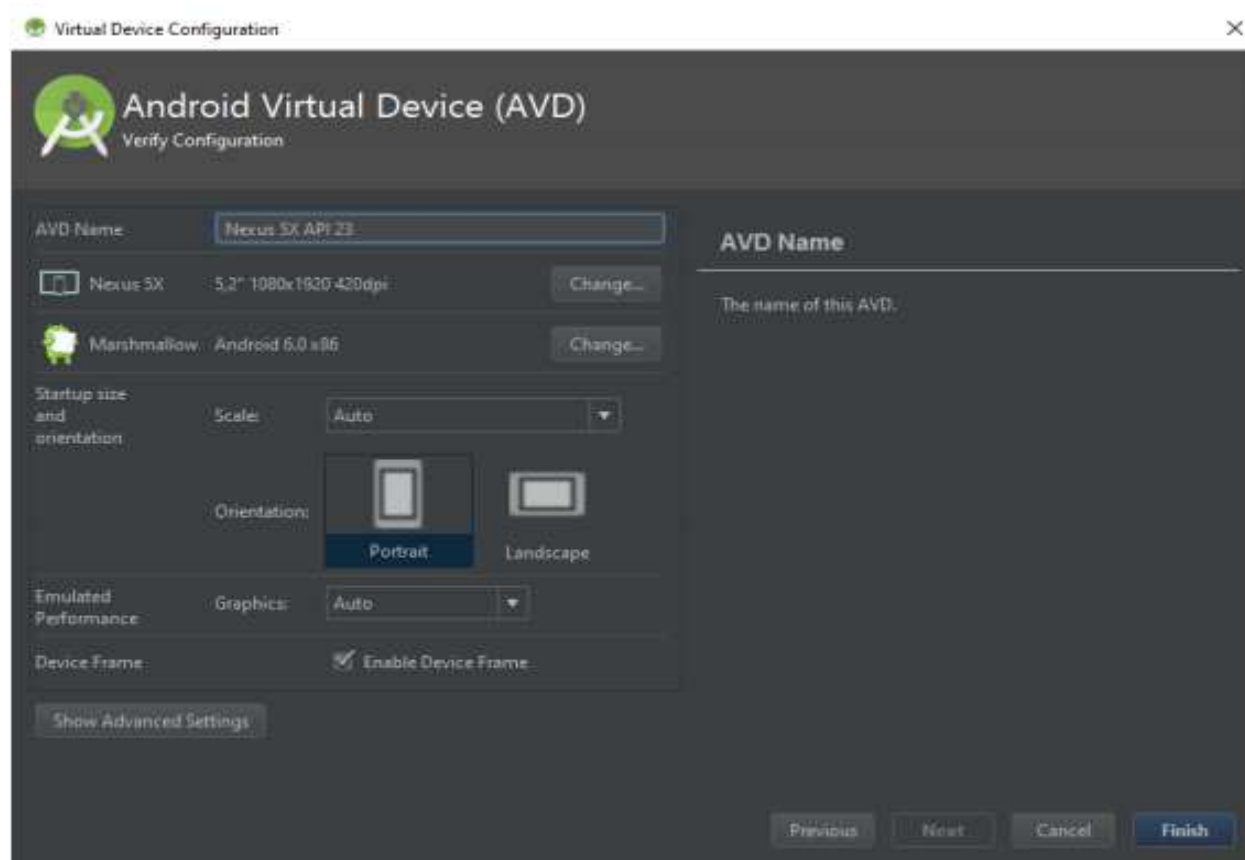 Virtual Device Configuration
Android Virtual Device (AVD)
Verify Configuration
AVD Name
Nexus 5X API 23
AVD Name
Nexus 5X
5,2" 1080x1920 420dpi
Change...
The name of this AVD.
Marshmallow
Android 6.0 x86
Change...
Startup size
and
orientation
Scale:
Auto
Orientation:
Portrait
Landscape
Emulated
Performance
Graphics:
Auto
Device Frame
Enable Device Frame
Show Advanced Settings
Previous
Next
Cancel
Finish